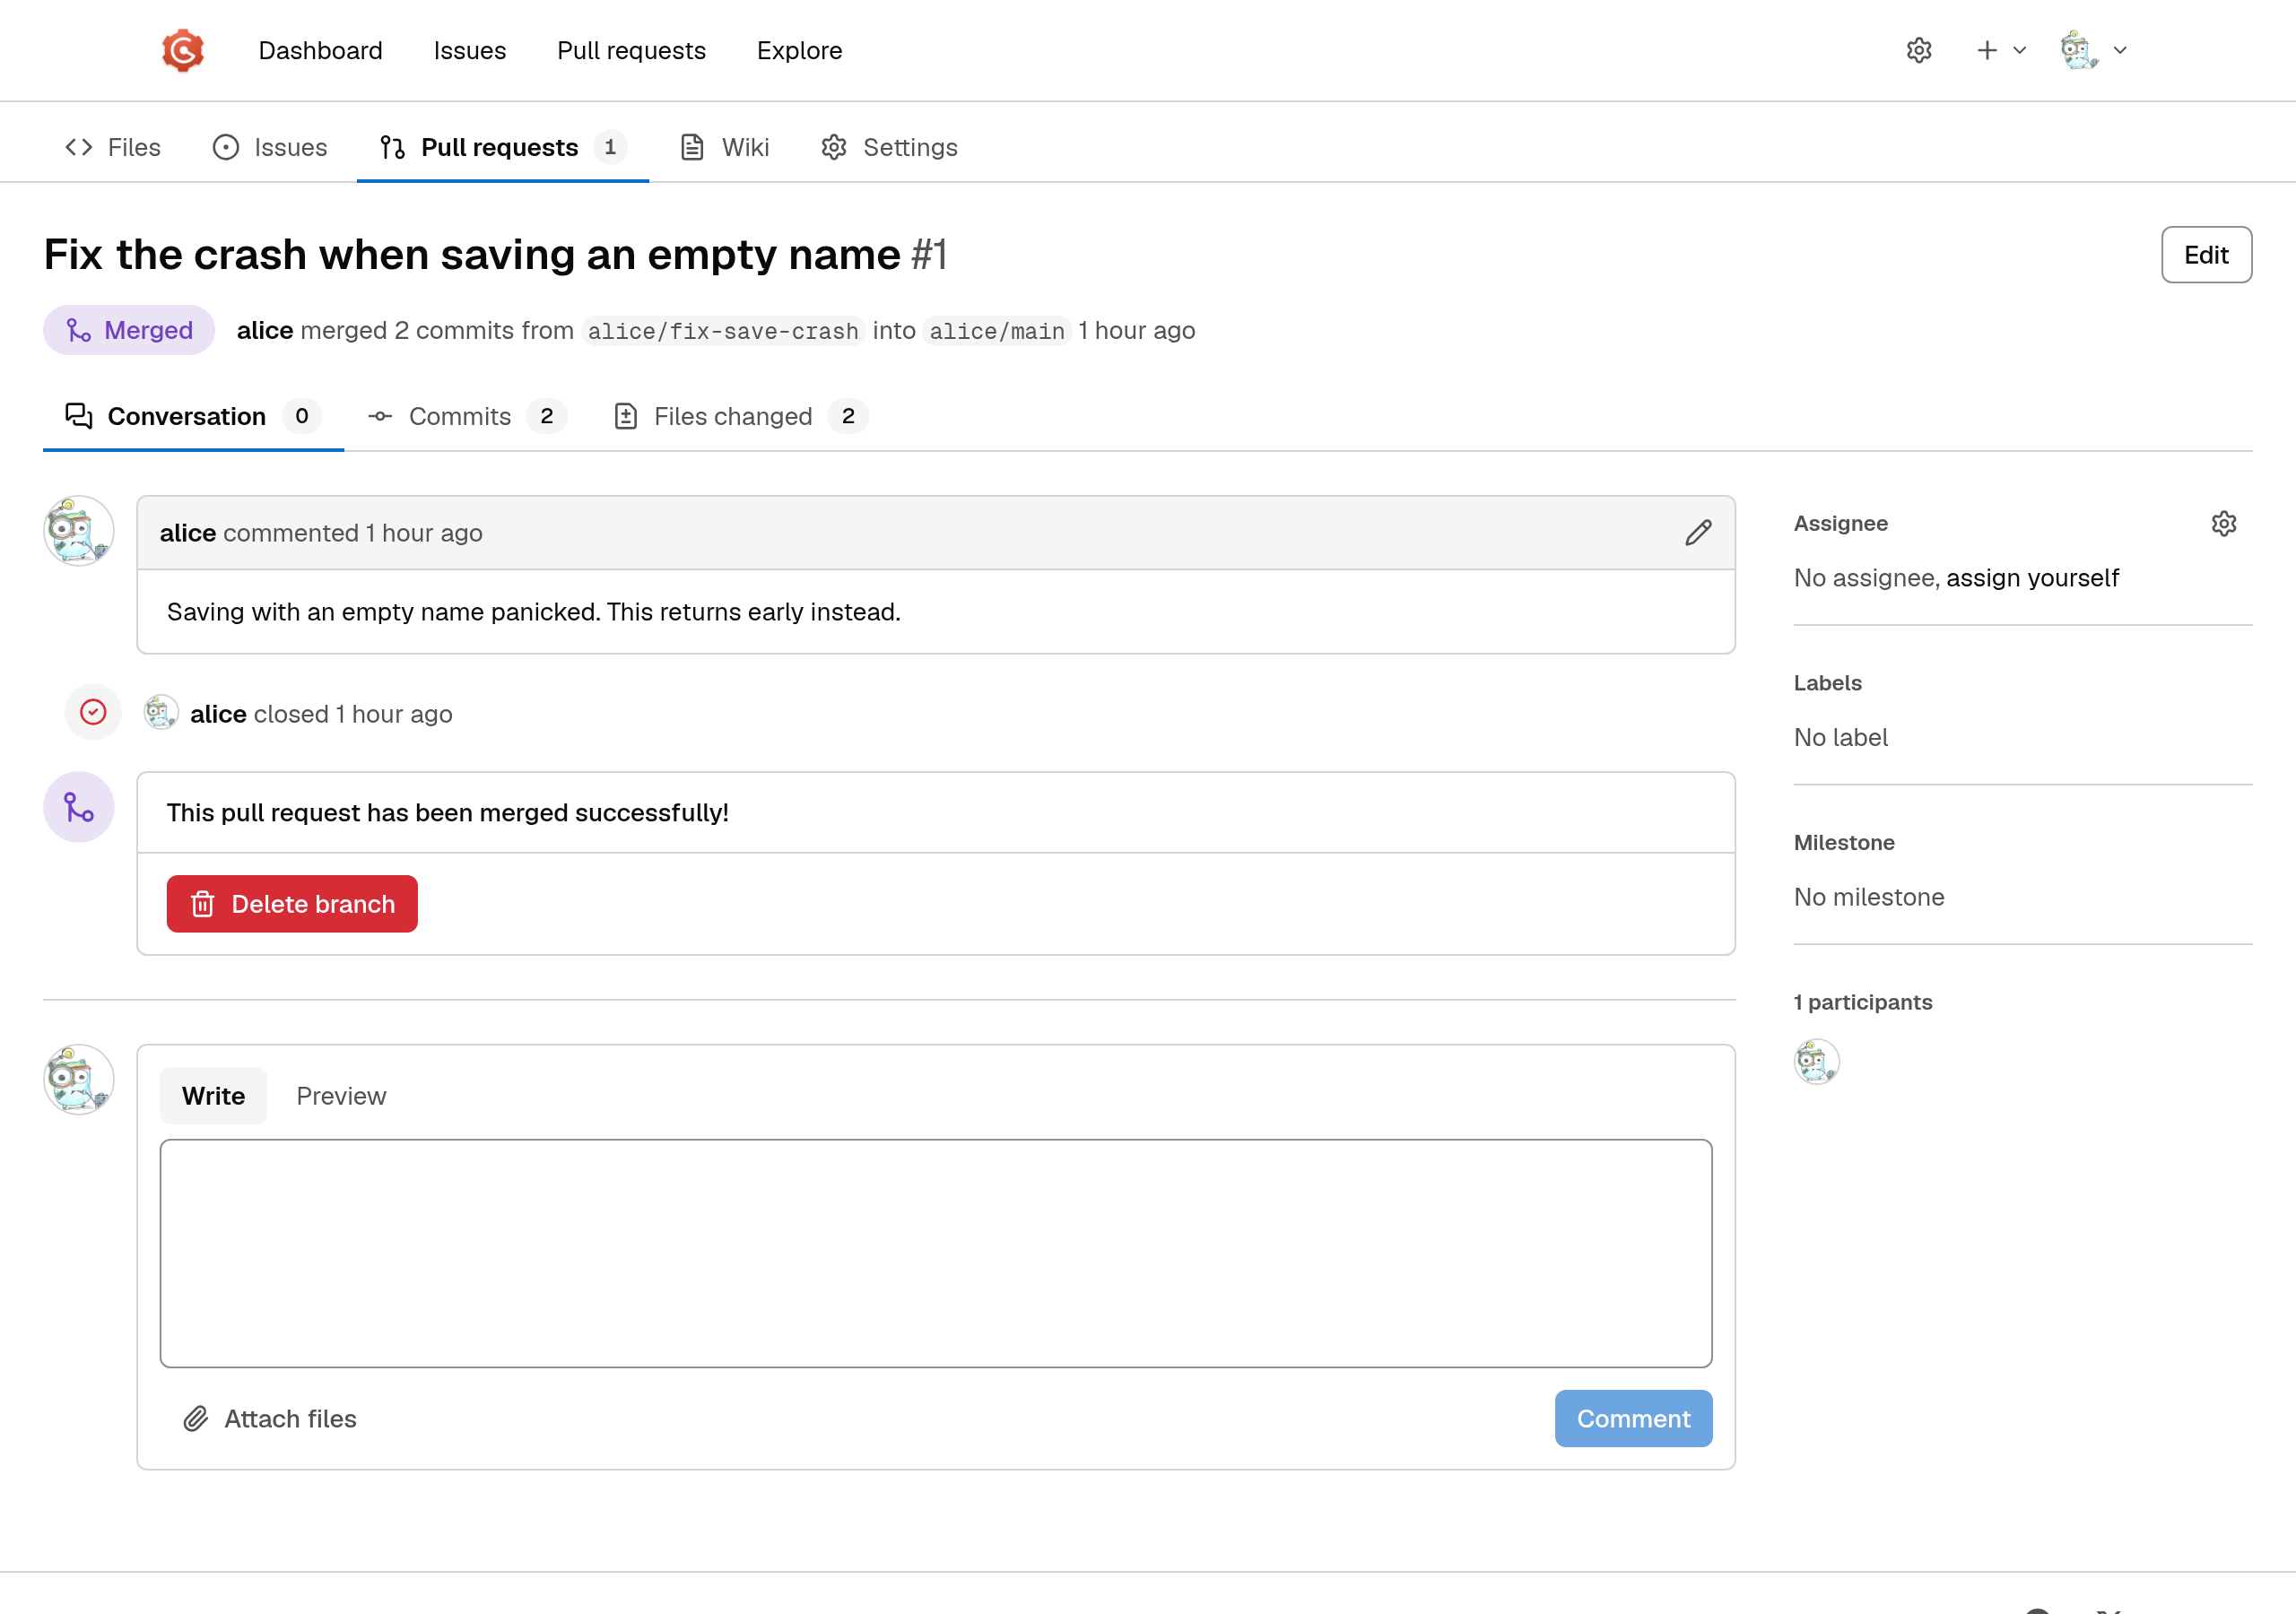 Dashboard Issues Pull requests Explore
Files Issues Pull requests 1 Wiki Settings
Fix the crash when saving an empty name #1
Edit
Merged alice merged 2 commits from alice/fix-save-crash into alice/main 1 hour ago
Conversation 0 Commits 2 Files changed 2
alice commented 1 hour ago
Saving with an empty name panicked. This returns early instead.
alice closed 1 hour ago
This pull request has been merged successfully!
Delete branch
Write Preview
Attach files
Comment
Assignee
No assignee, assign yourself
Labels
No label
Milestone
No milestone
1 participants